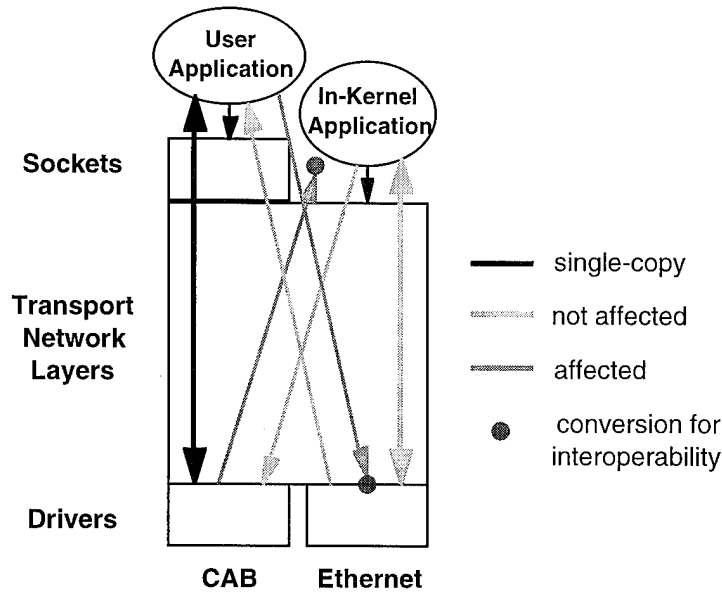 User
Application
In-Kernel
Application
Sockets
Transport
Network
Layers
Drivers
CAB
Ethernet
single-copy
not affected
affected
conversion for
interoperability